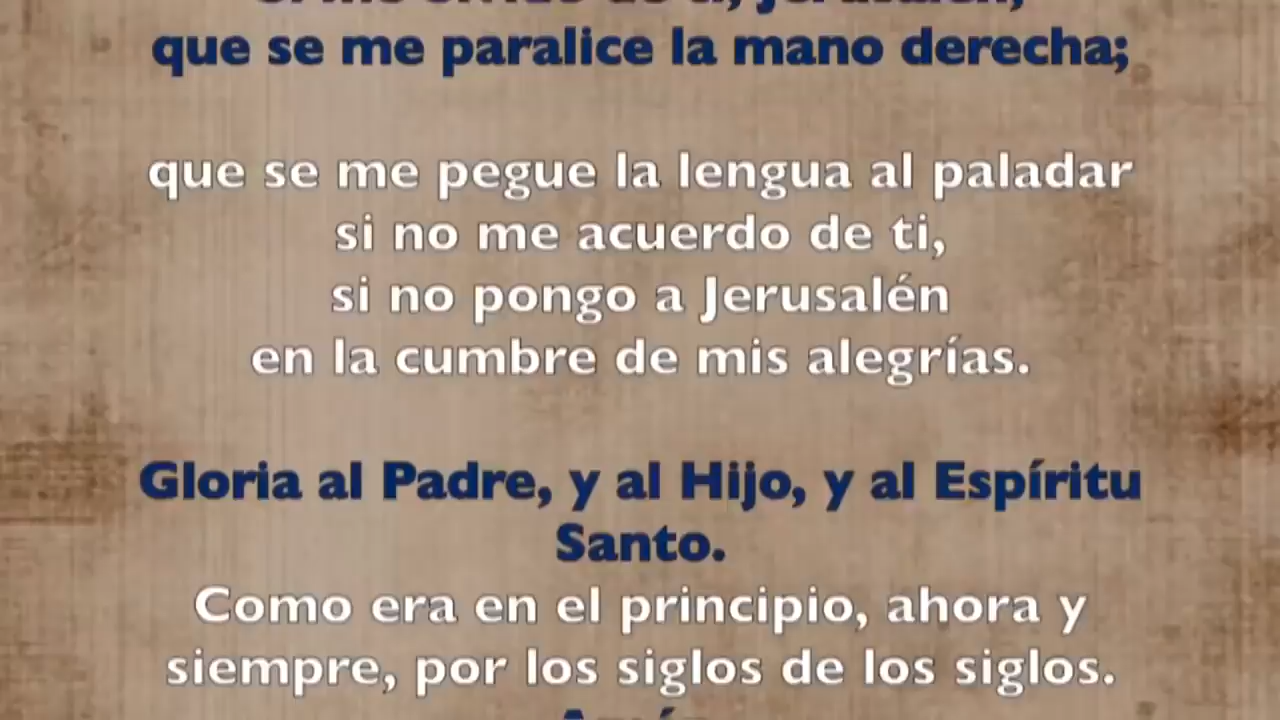 que se me paralice la mano derecha;
que se me pegue la lengua al paladar
si no me acuerdo de ti,
si no pongo a Jerusalén
en la cumbre de mis alegrías.
Gloria al Padre, y al Hijo, y al Espíritu
Santo.
Como era en el principio, ahora y
siempre, por los siglos de los siglos.